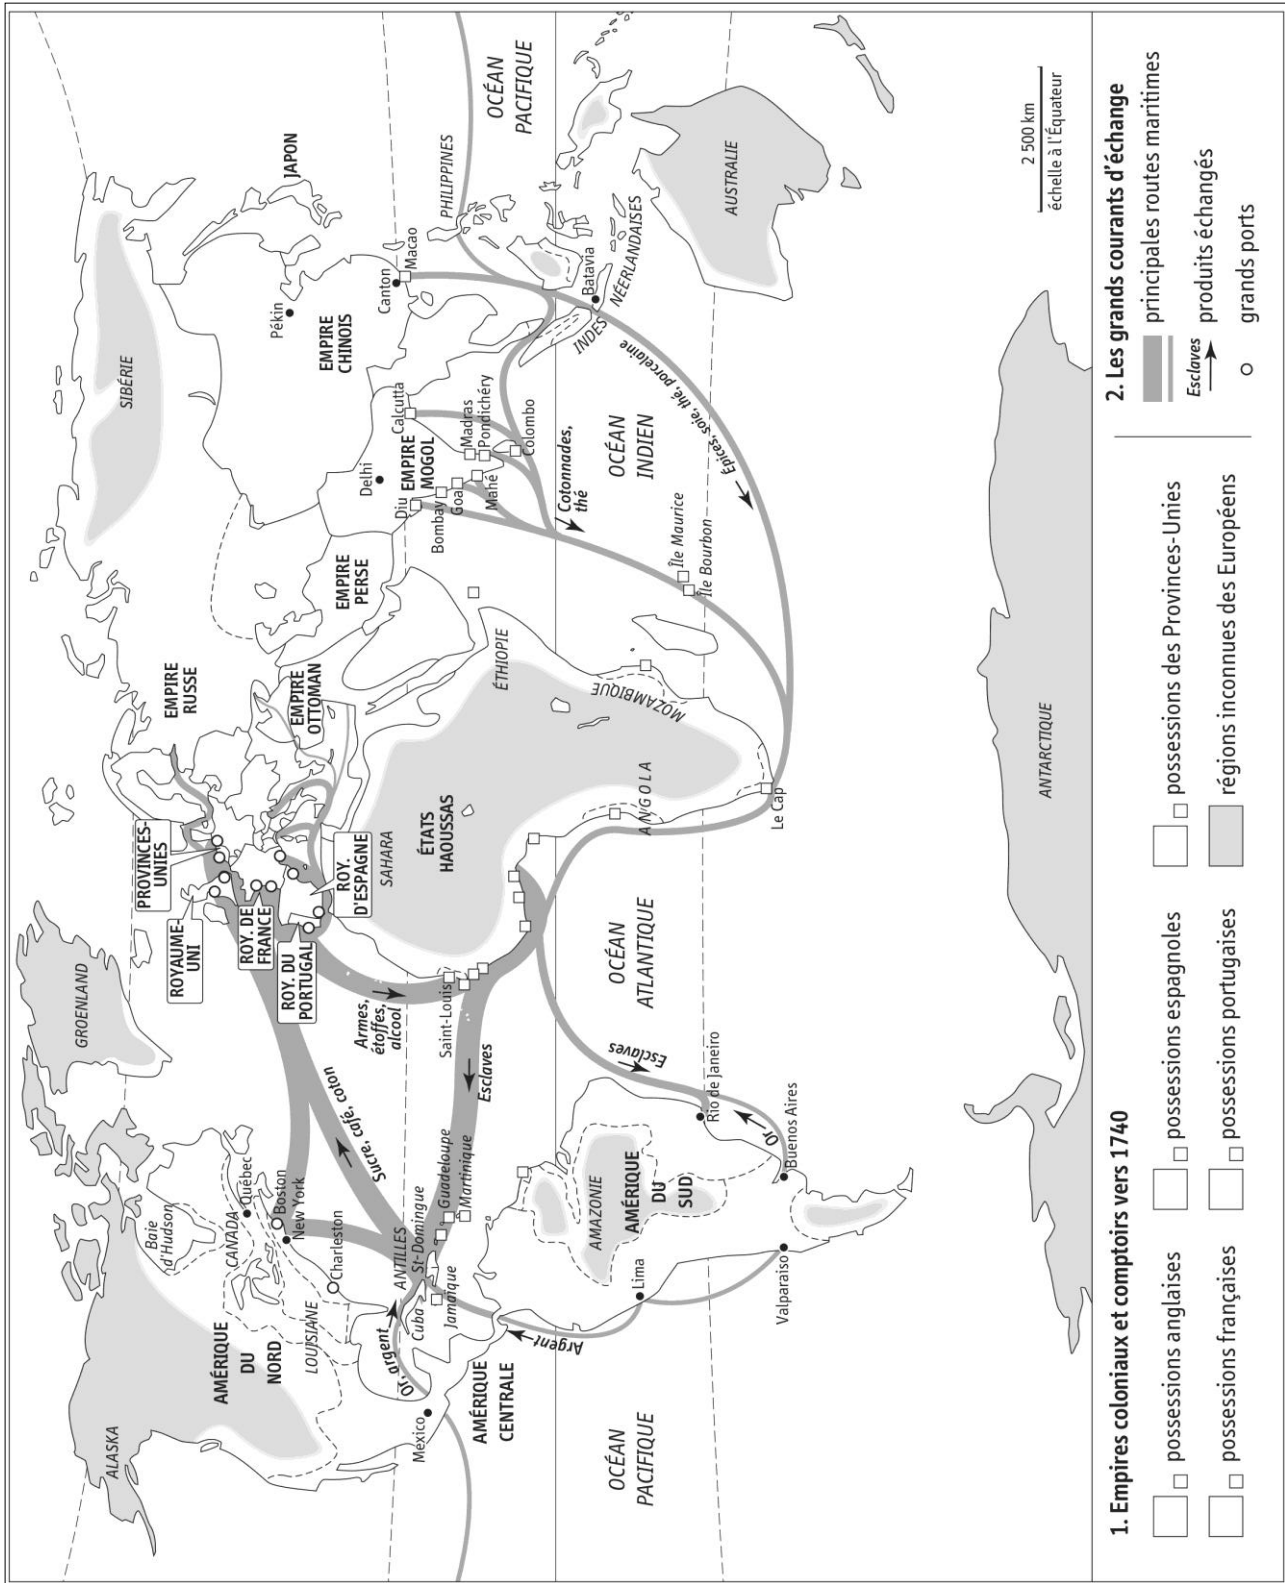 ALASKA
GROENLAND
SIBÉRIE
Baie
d'Hudson
CANADA
Québec
Boston
New York
Charleston
AMÉRIQUE
DU
NORD
LOUISIANE
ROYAUME-
UNI
PROVINCES-
UNIES
ROY. DE
FRANCE
ROY. DU
PORTUGAL
ROY.
D'ESPAGNE
EMPIRE
RUSSE
EMPIRE
OTTOMAN
EMPIRE
PERSE
EMPIRE
MOGOL
EMPIRE
CHINOIS
Pékin
JAPON
Delhi
Canton
Macao
Calcutta
Diu
Bombay
Goa
Mahé
Madras
Pondichéry
Colombo
PHILIPPINES
OCÉAN
PACIFIQUE
Mexico
Or, argent
ANTILLES
Cuba
St-Domingue
Jamaïque
Guadeloupe
Martinique
AMÉRIQUE
CENTRALE
Sucre, café, coton
Armes,
étoffes,
alcool
Saint-Louis
Esclaves
SAHARA
ÉTATS
HAOUSSAS
ÉTHIOPIE
Cotonnades,
thé
OCÉAN
INDIEN
INDES NÉERLANDAISES
Batavia
Épices, soie, thé, porcelaine
OCÉAN
PACIFIQUE
Argent
Lima
AMAZONIE
AMÉRIQUE
DU
SUD
OCÉAN
ATLANTIQUE
Esclaves
ANGOLA
MOZAMBIQUE
Île Maurice
Île Bourbon
AUSTRALIE
Rio de Janeiro
Or
Valparaiso
Buenos Aires
Le Cap
ANTARCTIQUE
2 500 km
échelle à l'Équateur
1. Empires coloniaux et comptoirs vers 1740
possessions anglaises
possessions espagnoles
possessions des Provinces-Unies
possessions françaises
possessions portugaises
régions inconnues des Européens
2. Les grands courants d'échange
principales routes maritimes
Esclaves
produits échangés
grands ports